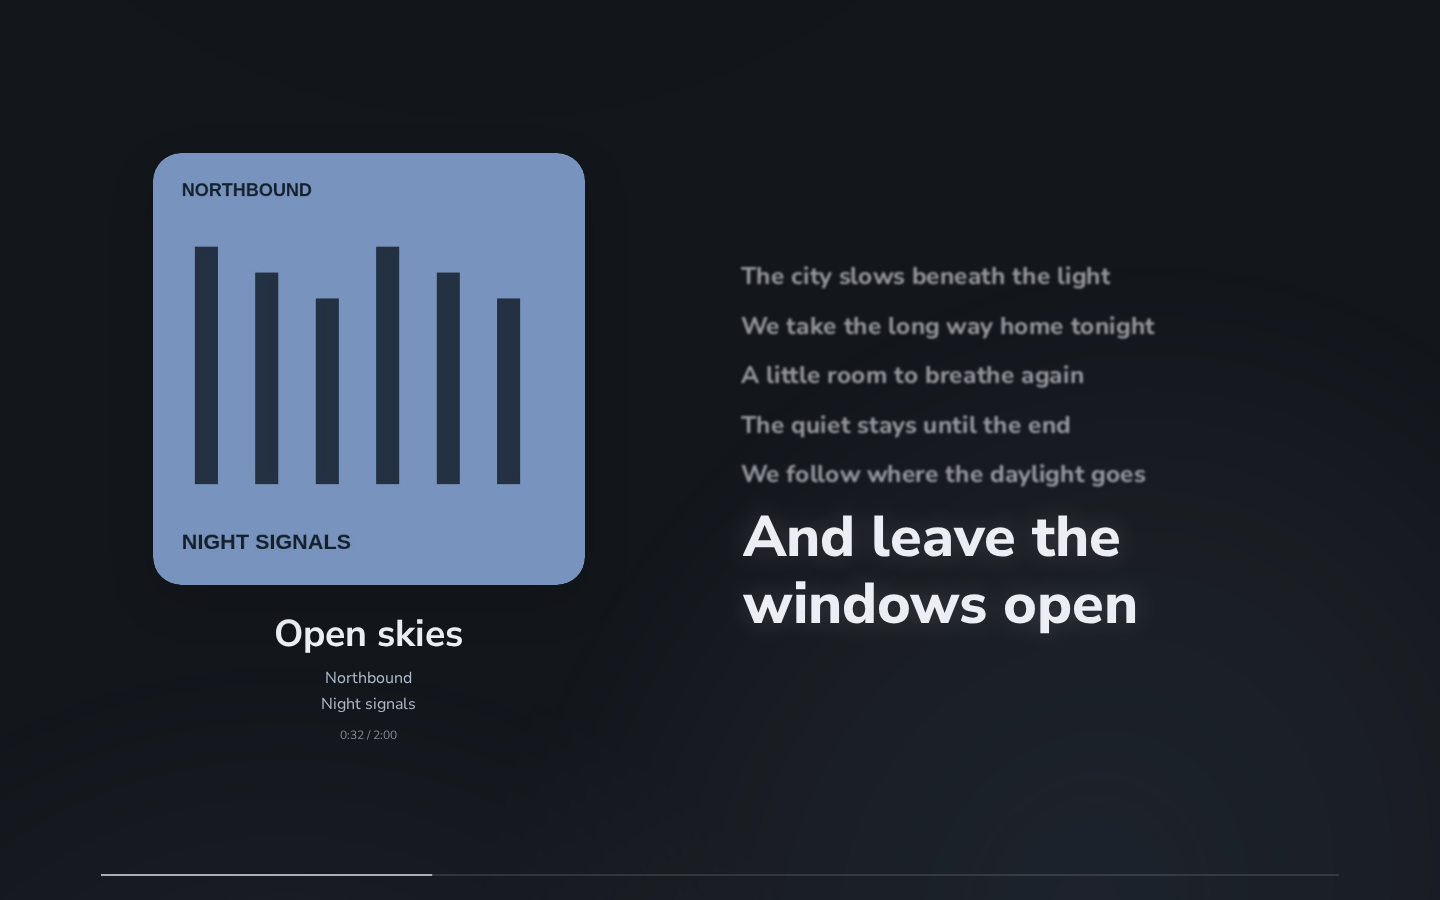 NORTHBOUND
NIGHT SIGNALS
Open skies
Northbound
Night signals
0:32 / 2:00
The city slows beneath the light
We take the long way home tonight
A little room to breathe again
The quiet stays until the end
We follow where the daylight goes
And leave the
windows open